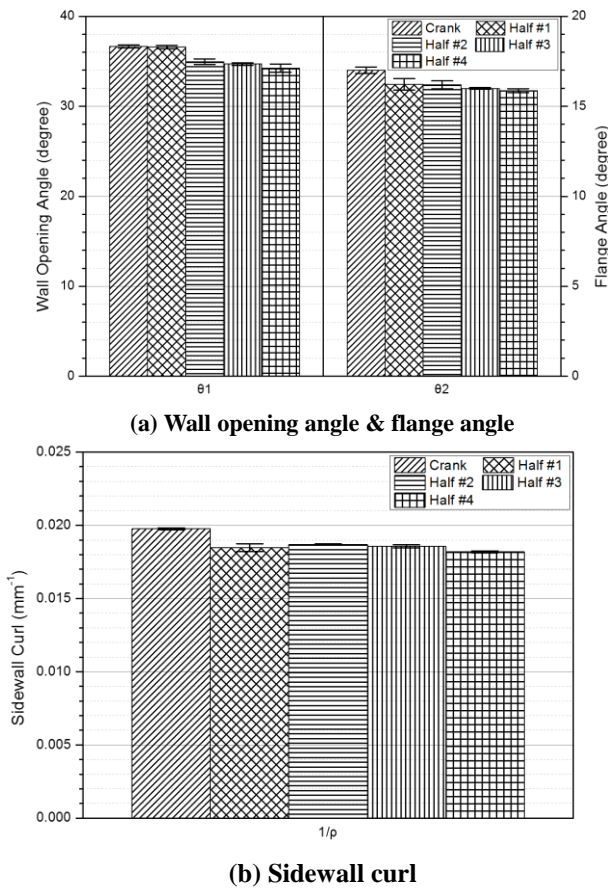 40
30
20
10
0
Wall Opening Angle (degree)
Crank
Half #1
Half #2
Half #3
Half #4
20
15
10
5
0
Flange Angle (degree)
θ1
θ2
(a) Wall opening angle & flange angle
0.025
0.020
0.015
0.010
0.005
0.000
Sidewall Curl (mm⁻¹)
Crank
Half #1
Half #2
Half #3
Half #4
1/ρ
(b) Sidewall curl